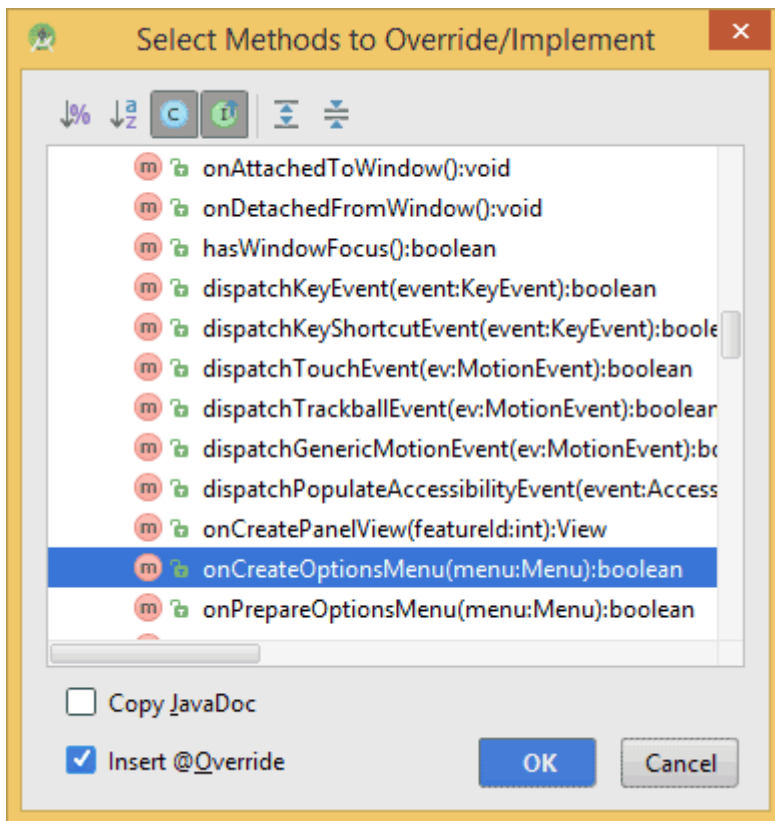 Select Methods to Override/Implement
onAttachedToWindow():void
onDetachedFromWindow():void
hasWindowFocus():boolean
dispatchKeyEvent(event:KeyEvent):boolean
dispatchKeyShortcutEvent(event:KeyEvent):boole
dispatchTouchEvent(ev:MotionEvent):boolean
dispatchTrackballEvent(ev:MotionEvent):boolean
dispatchGenericMotionEvent(ev:MotionEvent):bo
dispatchPopulateAccessibilityEvent(event:Access
onCreatePanelView(featureId:int):View
onCreateOptionsMenu(menu:Menu):boolean
onPrepareOptionsMenu(menu:Menu):boolean
Copy JavaDoc
Insert @Override
OK Cancel